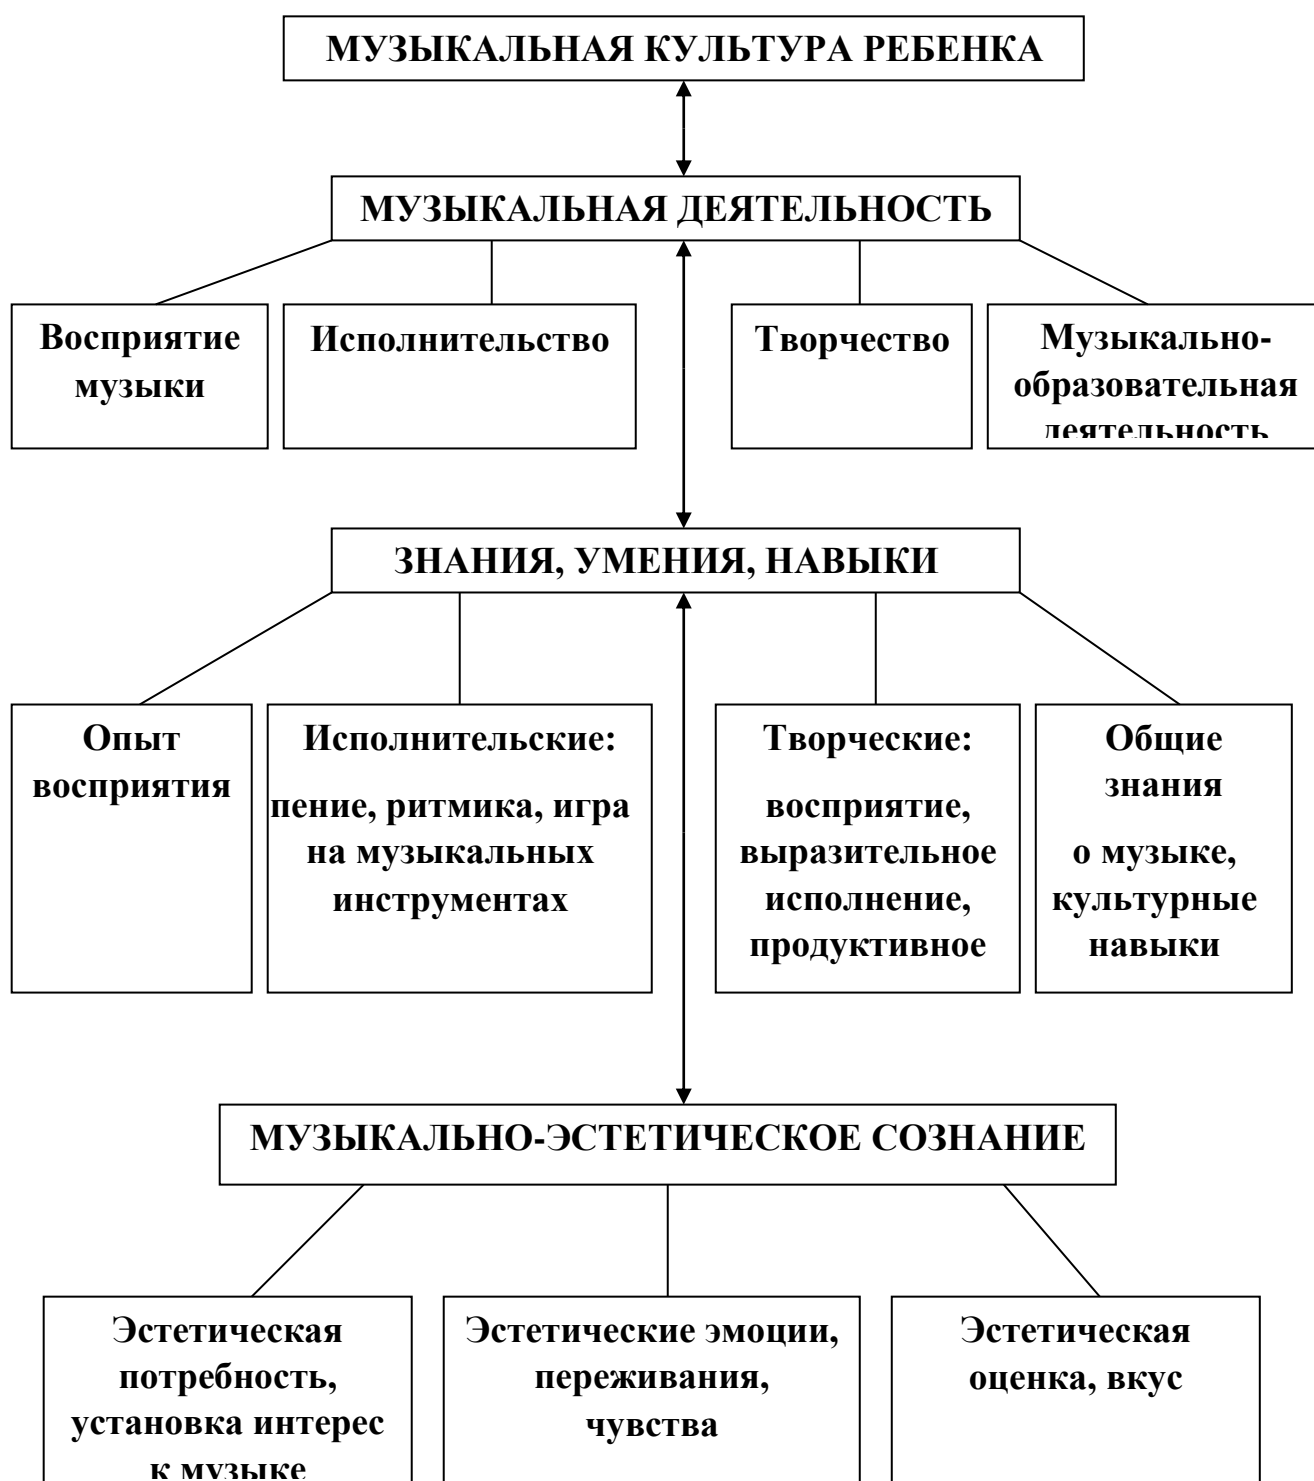 МУЗЫКАЛЬНАЯ КУЛЬТУРА РЕБЕНКА
МУЗЫКАЛЬНАЯ ДЕЯТЕЛЬНОСТЬ
Восприятие
музыки
Исполнительство
Творчество
Музыкально-
образовательная
деятельность
ЗНАНИЯ, УМЕНИЯ, НАВЫКИ
Опыт
восприятия
Исполнительские:
пение, ритмика, игра
на музыкальных
инструментах
Творческие:
восприятие,
выразительное
исполнение,
продуктивное
Общие
знания
о музыке,
культурные
навыки
МУЗЫКАЛЬНО-ЭСТЕТИЧЕСКОЕ СОЗНАНИЕ
Эстетическая
потребность,
установка интерес
к музыке
Эстетические эмоции,
переживания,
чувства
Эстетическая
оценка, вкус